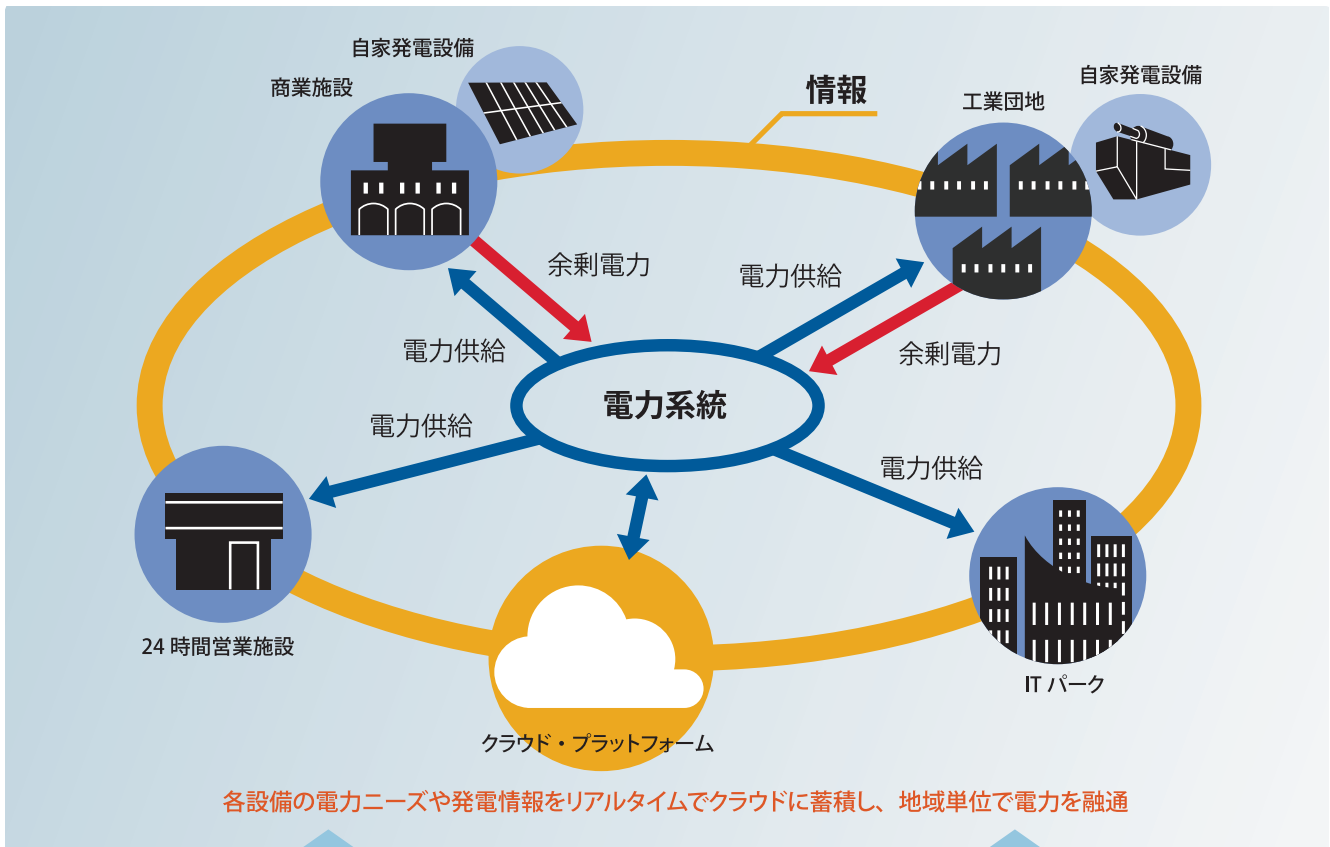 自家発電設備
商業施設
情報
自家発電設備
工業団地
余剰電力
電力供給
電力供給
余剰電力
電力系統
電力供給
電力供給
24 時間営業施設
IT パーク
クラウド・プラットフォーム
各設備の電力ニーズや発電情報をリアルタイムでクラウドに蓄積し、地域単位で電力を融通